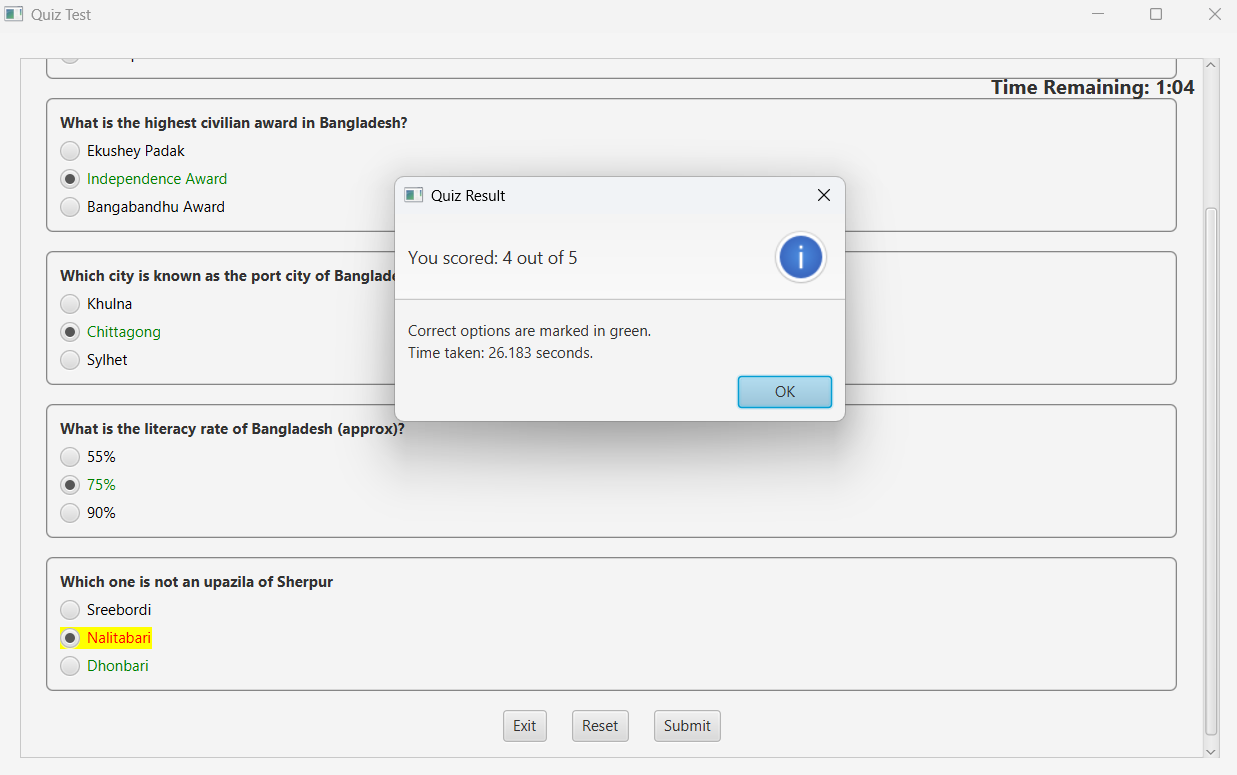 Quiz Test
Time Remaining: 1:04
What is the highest civilian award in Bangladesh?
Ekushey Padak
Independence Award
Bangabandhu Award
Which city is known as the port city of
Khulna
Chittagong
Sylhet
What is the literacy rate of Bangladesh (approx)?
55%
75%
90%
Which one is not an upazila of Sherpur
Sreebordi
Nalitabari
Dhonbari
Exit
Reset
Submit
Quiz Result
You scored: 4 out of 5
Correct options are marked in green.
Time taken: 26.183 seconds.
OK